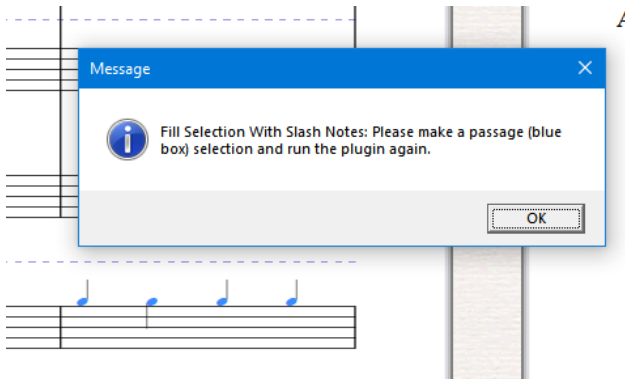 Message
Fill Selection With Slash Notes: Please make a passage (blue
box) selection and run the plugin again.
OK